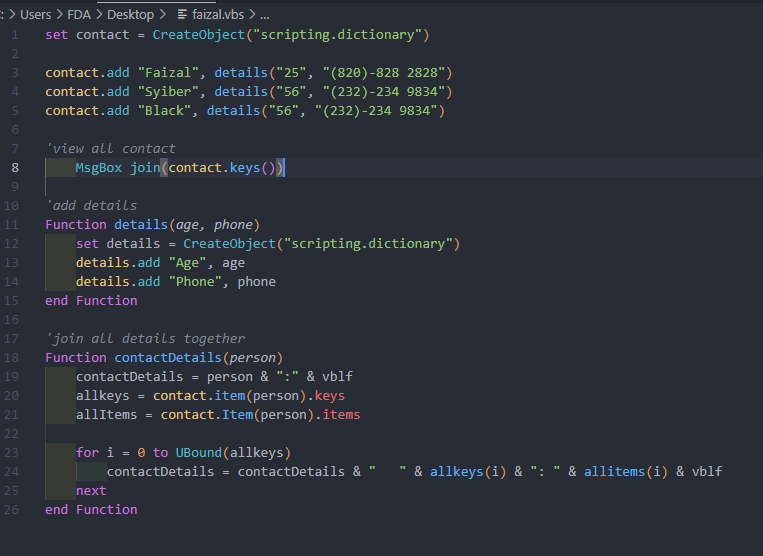 : > Users > FDA > Desktop > faizal.vbs > ...
1 set contact = CreateObject("scripting.dictionary")
2
3 contact.add "Faizal", details("25", "(820)-828 2828")
4 contact.add "Syiber", details("56", "(232)-234 9834")
5 contact.add "Black", details("56", "(232)-234 9834")
6
7 'view all contact
8 MsgBox join(contact.keys())
9
10 'add details
11 Function details(age, phone)
12 set details = CreateObject("scripting.dictionary")
13 details.add "Age", age
14 details.add "Phone", phone
15 end Function
16
17 'join all details together
18 Function contactDetails(person)
19 contactDetails = person & ":" & vblf
20 allkeys = contact.item(person).keys
21 allItems = contact.Item(person).items
22
23 for i = 0 to UBound(allkeys)
24 contactDetails = contactDetails & "   " & allkeys(i) & ": " & allitems(i) & vblf
25 next
26 end Function